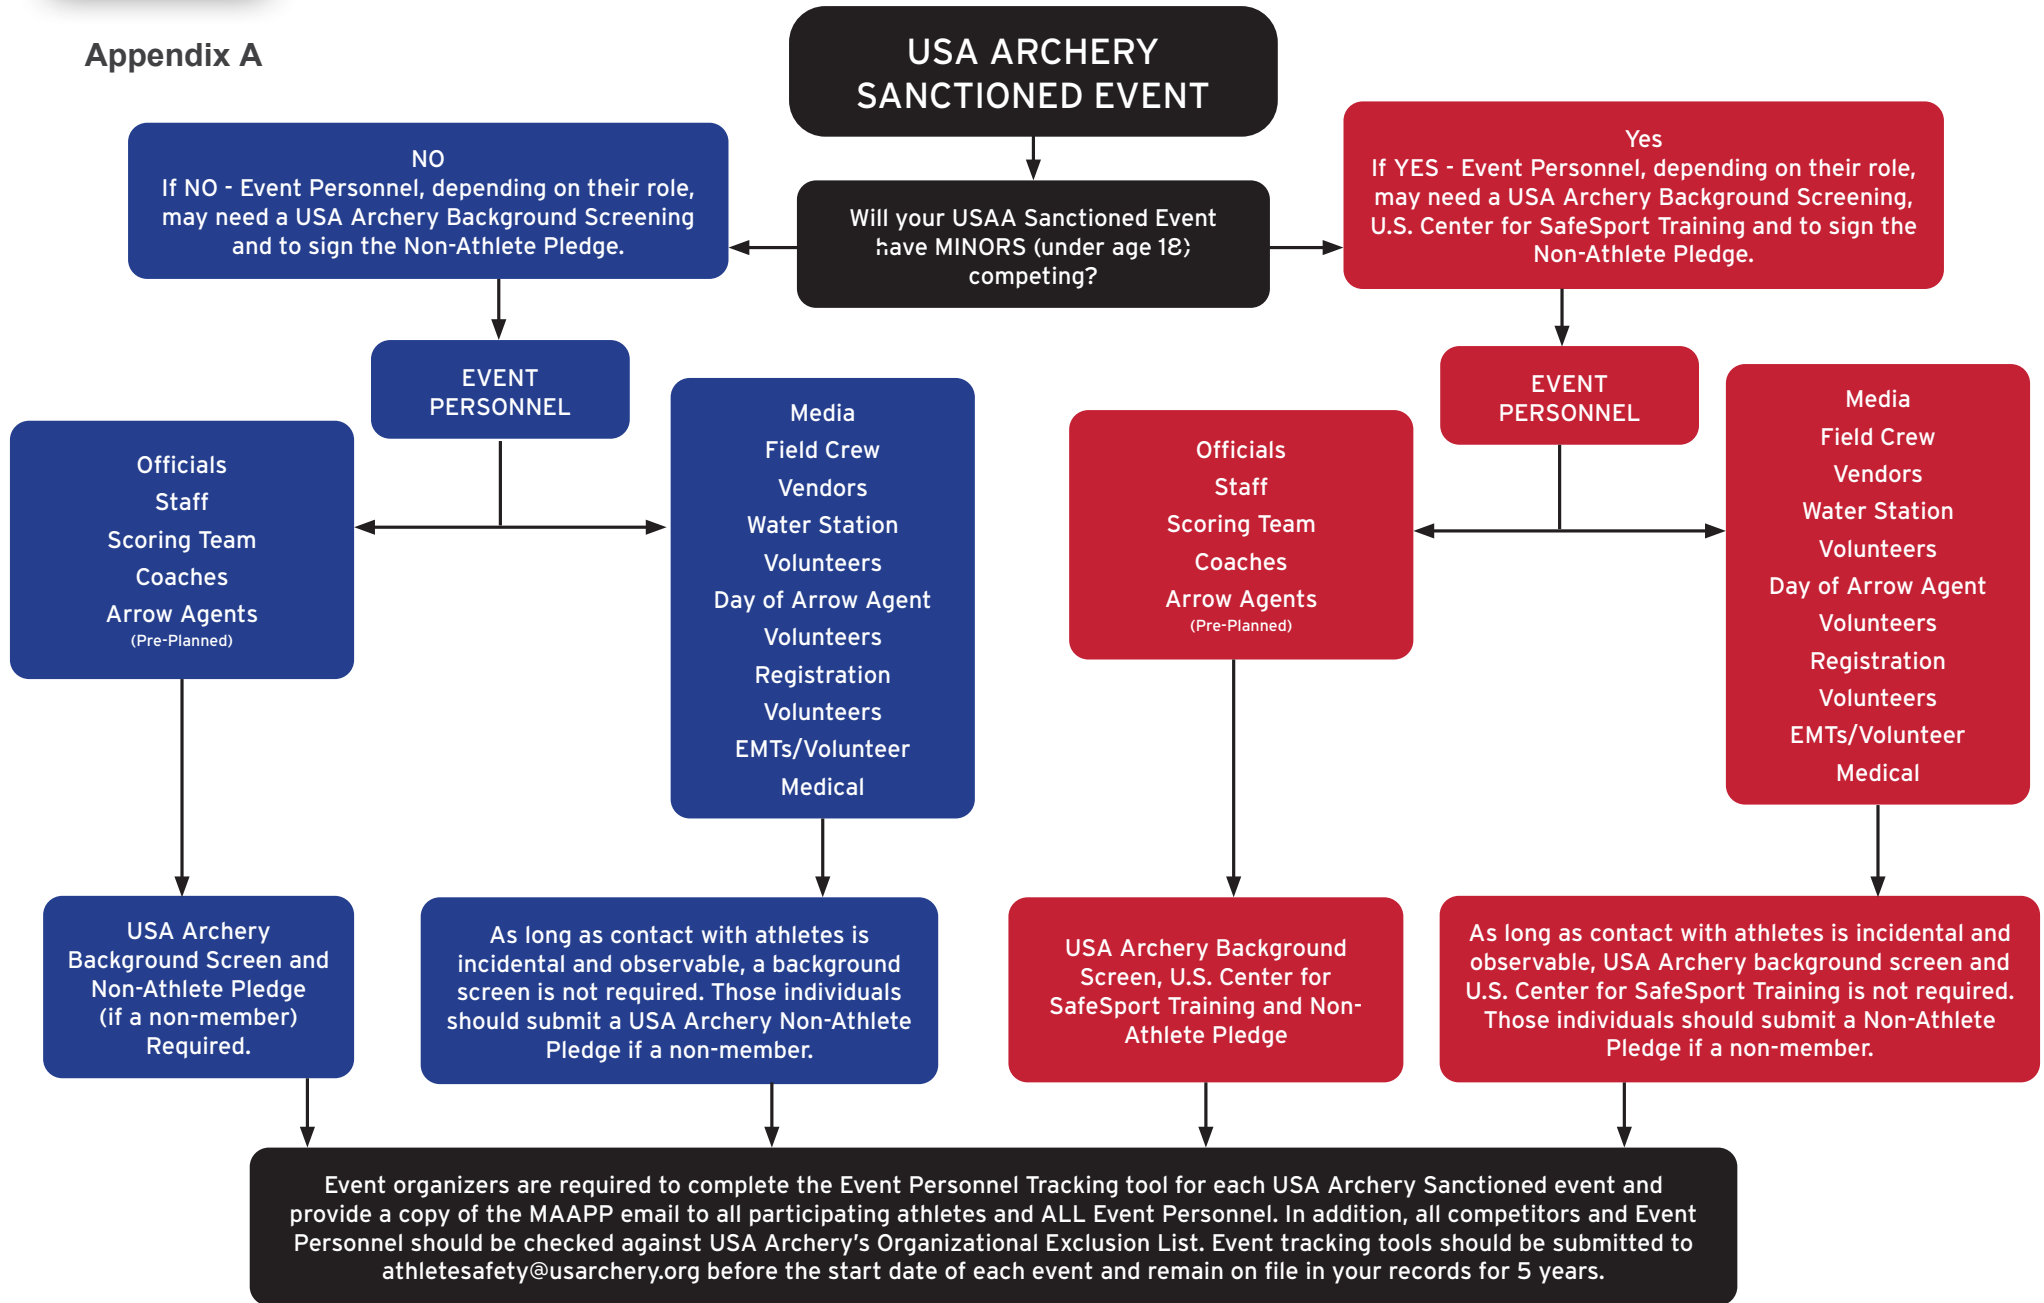 Appendix A
USA ARCHERY
SANCTIONED EVENT
NO
If NO - Event Personnel, depending on their role,
may need a USA Archery Background Screening
and to sign the Non-Athlete Pledge.
Will your USAA Sanctioned Event
have MINORS (under age 18)
competing?
Yes
If YES - Event Personnel, depending on their role,
may need a USA Archery Background Screening,
U.S. Center for SafeSport Training and to sign the
Non-Athlete Pledge.
EVENT
PERSONNEL
Officials
Staff
Scoring Team
Coaches
Arrow Agents
(Pre-Planned)
Media
Field Crew
Vendors
Water Station
Volunteers
Day of Arrow Agent
Volunteers
Registration
Volunteers
EMTs/Volunteer
Medical
EVENT
PERSONNEL
Officials
Staff
Scoring Team
Coaches
Arrow Agents
(Pre-Planned)
Media
Field Crew
Vendors
Water Station
Volunteers
Day of Arrow Agent
Volunteers
Registration
Volunteers
EMTs/Volunteer
Medical
USA Archery
Background Screen and
Non-Athlete Pledge
(if a non-member)
Required.
As long as contact with athletes is
incidental and observable, a background
screen is not required. Those individuals
should submit a USA Archery Non-Athlete
Pledge if a non-member.
USA Archery Background
Screen, U.S. Center for
SafeSport Training and Non-
Athlete Pledge
As long as contact with athletes is incidental and
observable, USA Archery background screen and
U.S. Center for SafeSport Training is not required.
Those individuals should submit a Non-Athlete
Pledge if a non-member.
Event organizers are required to complete the Event Personnel Tracking tool for each USA Archery Sanctioned event and
provide a copy of the MAAPP email to all participating athletes and ALL Event Personnel. In addition, all competitors and Event
Personnel should be checked against USA Archery's Organizational Exclusion List. Event tracking tools should be submitted to
athletesafety@usarchery.org before the start date of each event and remain on file in your records for 5 years.